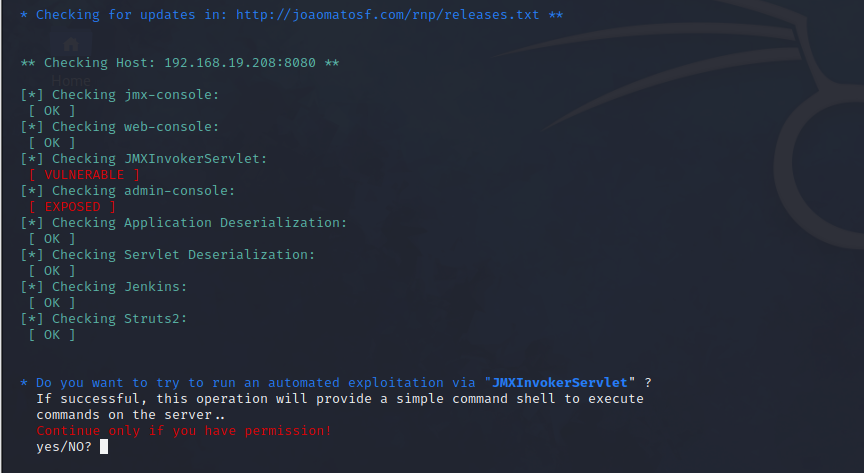 * Checking for updates in: http://joaomatosf.com/rnp/releases.txt **
** Checking Host: 192.168.19.208:8080 **
Home
[*] Checking jmx-console:
[ OK ]
[*] Checking web-console:
[ OK ]
[*] Checking JMXInvokerServlet:
[ VULNERABLE ]
[*] Checking admin-console:
[ EXPOSED ]
[*] Checking Application Deserialization:
[ OK ]
[*] Checking Servlet Deserialization:
[ OK ]
[*] Checking Jenkins:
[ OK ]
[*] Checking Struts2:
[ OK ]
* Do you want to try to run an automated exploitation via "JMXInvokerServlet" ?
If successful, this operation will provide a simple command shell to execute
commands on the server..
Continue only if you have permission!
yes/NO?